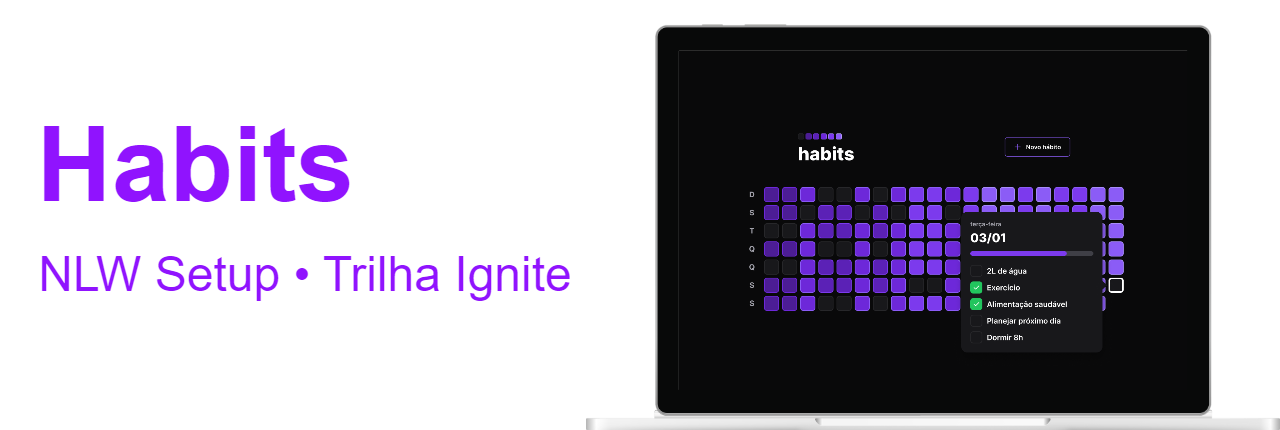 Habits
NLW Setup • Trilha Ignite
habits
Novo hábito
D
S
T
Q
Q
S
S
terça-feira
03/01
2L de água
Exercício
Alimentação saudável
Planejar próximo dia
Dormir 8h